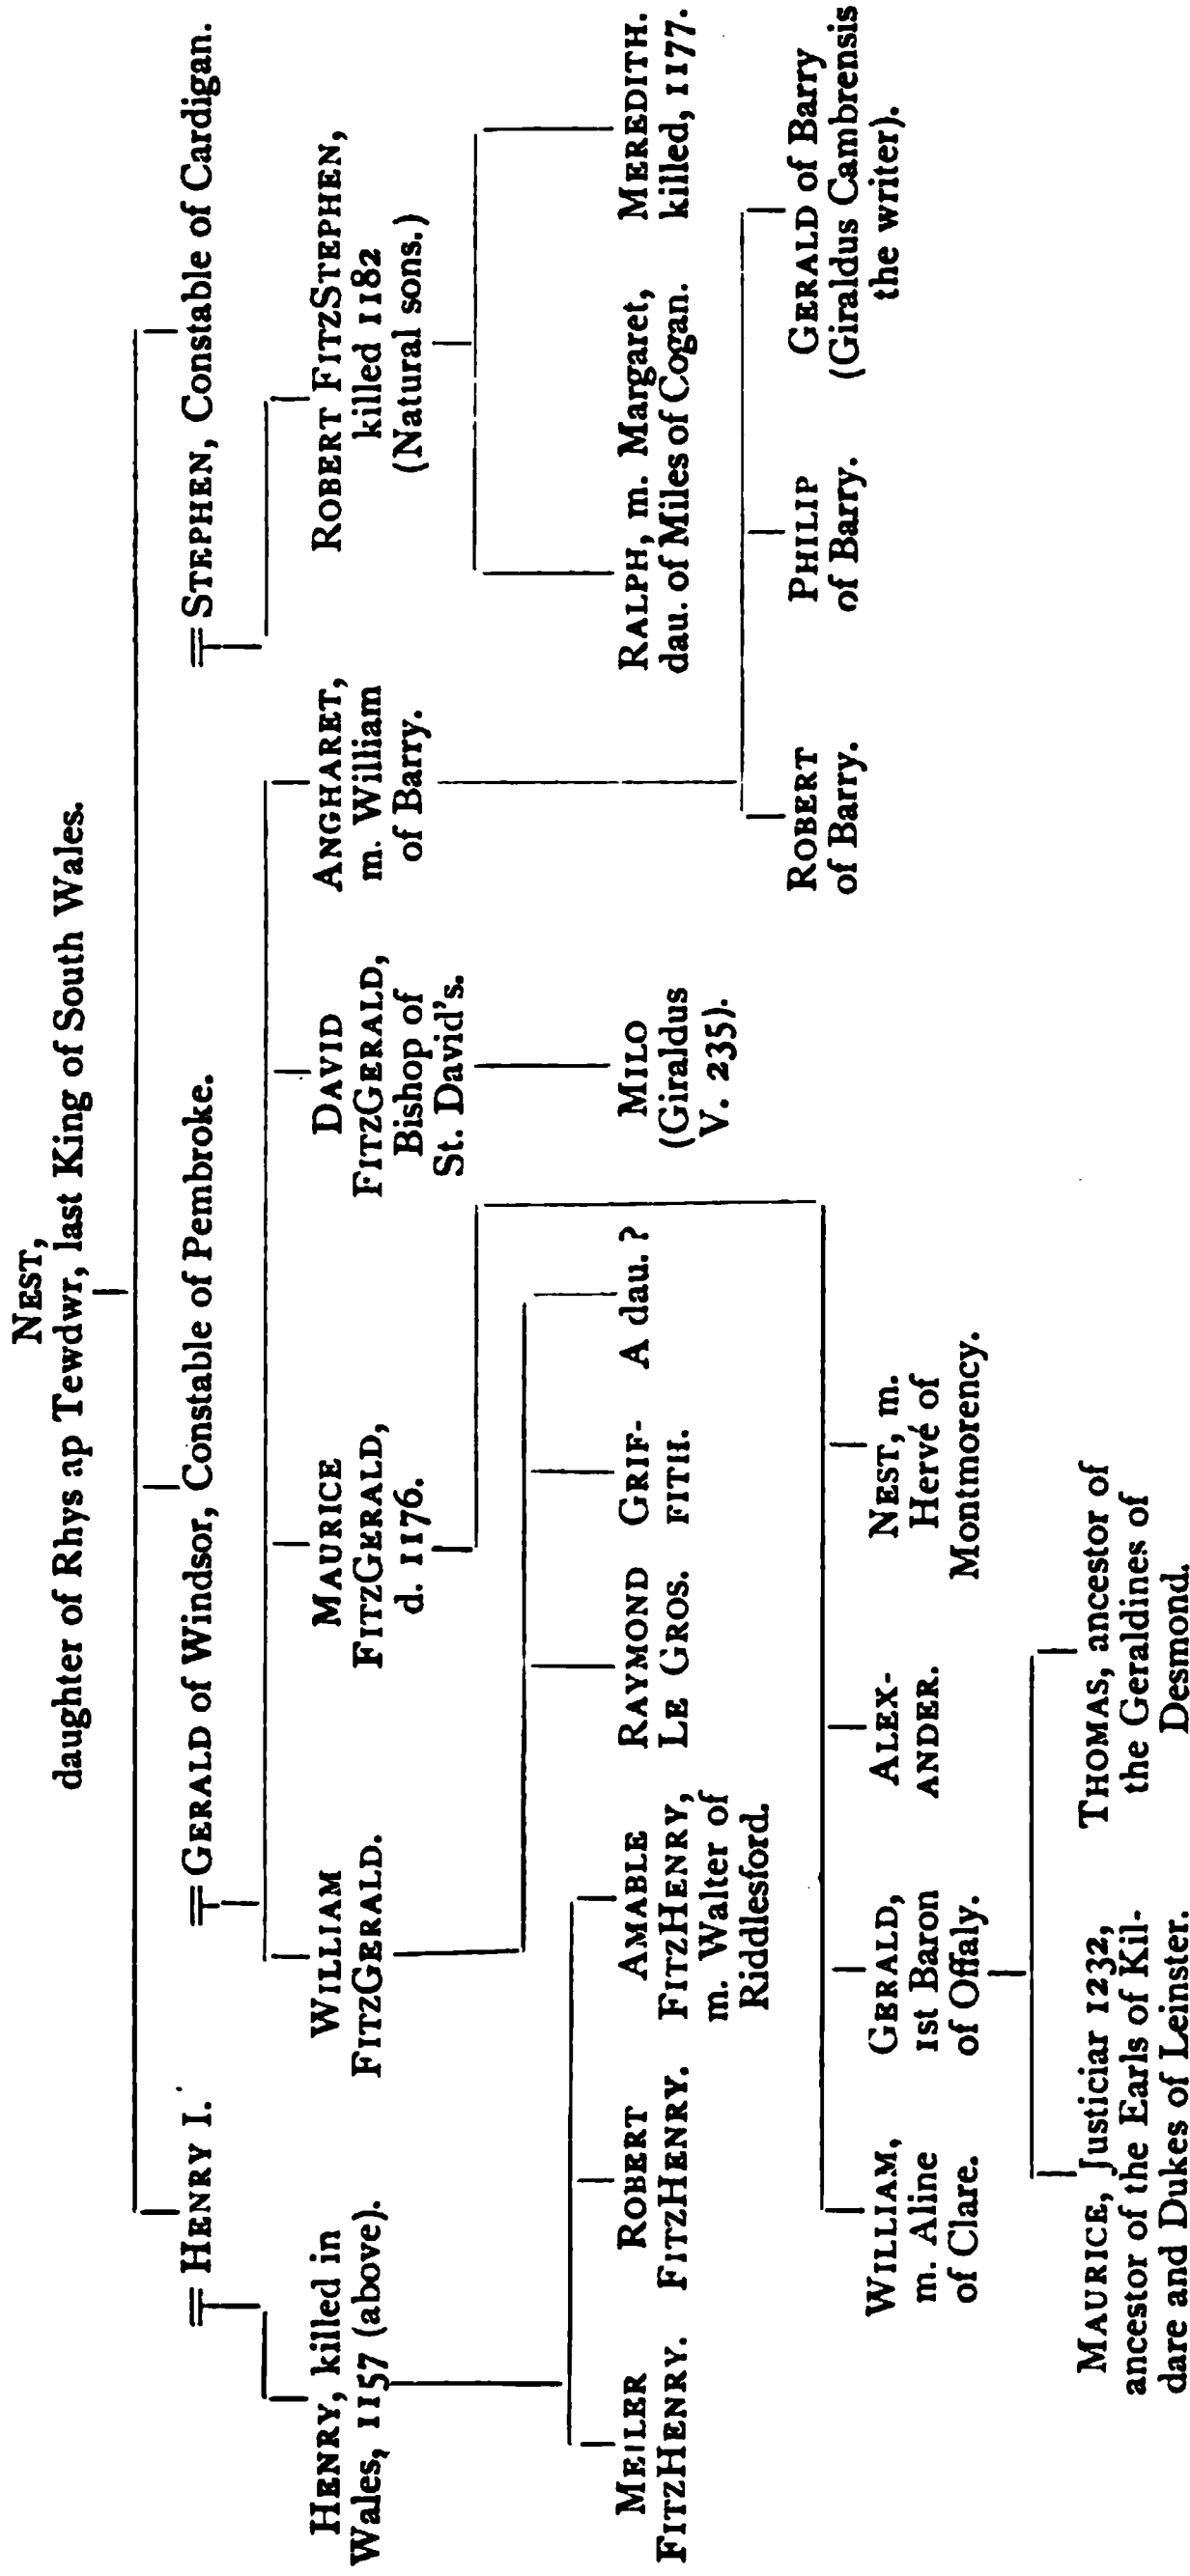 NEST,
daughter of Rhys ap Tewdwr, last King of South Wales.
=HENRY I.
=GERALD of Windsor, Constable of Pembroke.
=STEPHEN, Constable of Cardigan.
HENRY, killed in
Wales, 1157 (above).
WILLIAM
FITZGERALD.
MAURICE
FITZGERALD,
d. 1176.
DAVID
FITZGERALD,
Bishop of
St. David's.
ANGHARET,
m. William
of Barry.
ROBERT FITZSTEPHEN,
killed 1182
(Natural sons.)
MEILER
FITZHENRY.
ROBERT
FITZHENRY.
AMABLE
FITZHENRY,
m. Walter of
Riddlesford.
RAYMOND
LE GROS.
GRIF-
FITH.
A dau. ?
MILO
(Giraldus
V. 235).
RALPH, m. Margaret,
dau. of Miles of Cogan.
MEREDITH.
killed, 1177.
ROBERT
of Barry.
PHILIP
of Barry.
GERALD of Barry
(Giraldus Cambrensis
the writer).
WILLIAM,
m. Aline
of Clare.
GERALD,
1st Baron
of Offaly.
ALEX-
ANDER.
NEST, m.
Hervé of
Montmorency.
MAURICE, Justiciar 1232,
ancestor of the Earls of Kil-
dare and Dukes of Leinster.
THOMAS, ancestor of
the Geraldines of
Desmond.